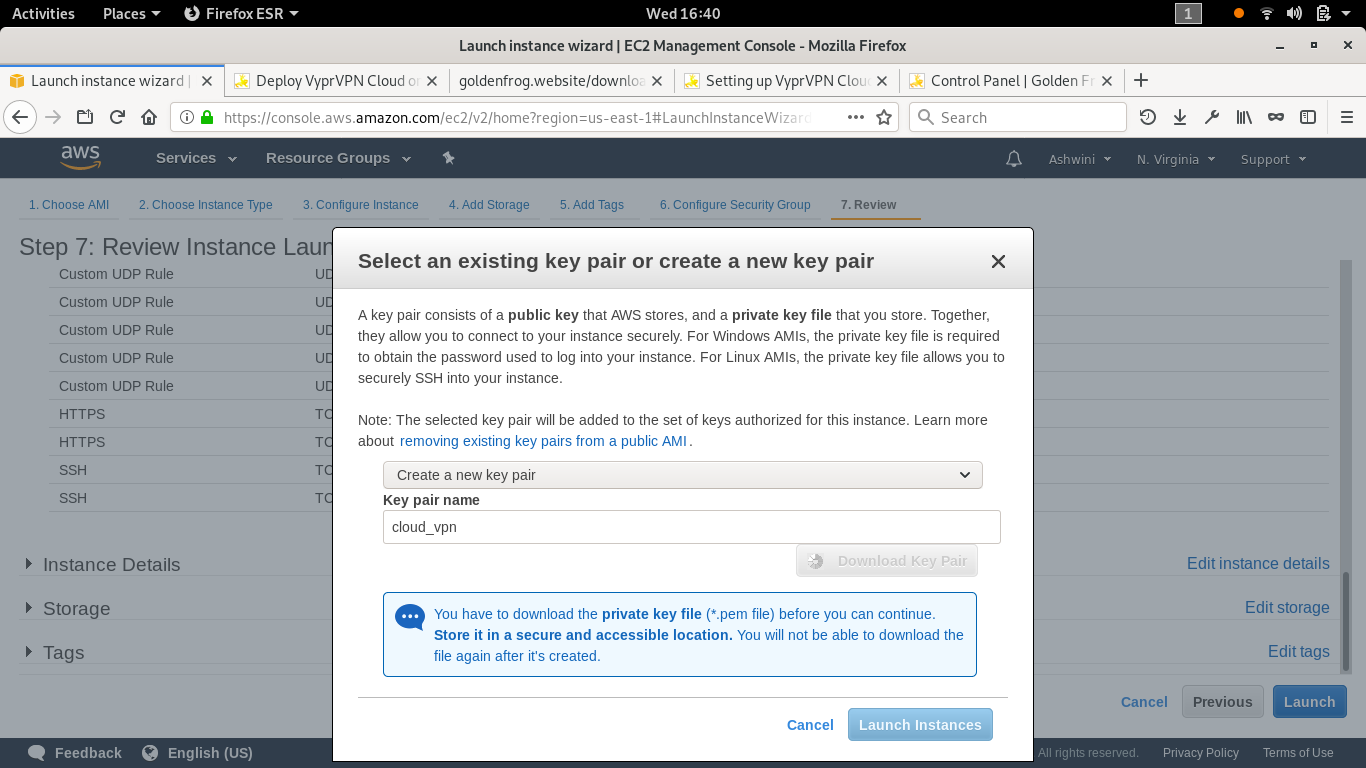 Activities Places Firefox ESR Wed 16:40 1
Launch instance wizard | EC2 Management Console - Mozilla Firefox
Launch instance wizard | Deploy VyprVPN Cloud on goldenfrog.website/downloa Setting up VyprVPN Clou Control Panel | Golden Fr
https://console.aws.amazon.com/ec2/v2/home?region=us-east-1#LaunchInstanceWizard Search
aws Services Resource Groups Ashwini N. Virginia Support
1. Choose AMI 2. Choose Instance Type 3. Configure Instance 4. Add Storage 5. Add Tags 6. Configure Security Group 7. Review
Step 7: Review Instance Laun
Custom UDP Rule UD
Custom UDP Rule UD
Custom UDP Rule UD
Custom UDP Rule UD
Custom UDP Rule UD
HTTPS TC
HTTPS TC
SSH TC
SSH TC
Instance Details Edit instance details
Storage Edit storage
Tags Edit tags
Cancel Previous Launch
Select an existing key pair or create a new key pair
A key pair consists of a public key that AWS stores, and a private key file that you store. Together,
they allow you to connect to your instance securely. For Windows AMIs, the private key file is required
to obtain the password used to log into your instance. For Linux AMIs, the private key file allows you to
securely SSH into your instance.
Note: The selected key pair will be added to the set of keys authorized for this instance. Learn more
about removing existing key pairs from a public AMI.
Create a new key pair
Key pair name
cloud_vpn
Download Key Pair
You have to download the private key file (*.pem file) before you can continue.
Store it in a secure and accessible location. You will not be able to download the
file again after it's created.
Cancel Launch Instances
Feedback English (US) All rights reserved. Privacy Policy Terms of Use